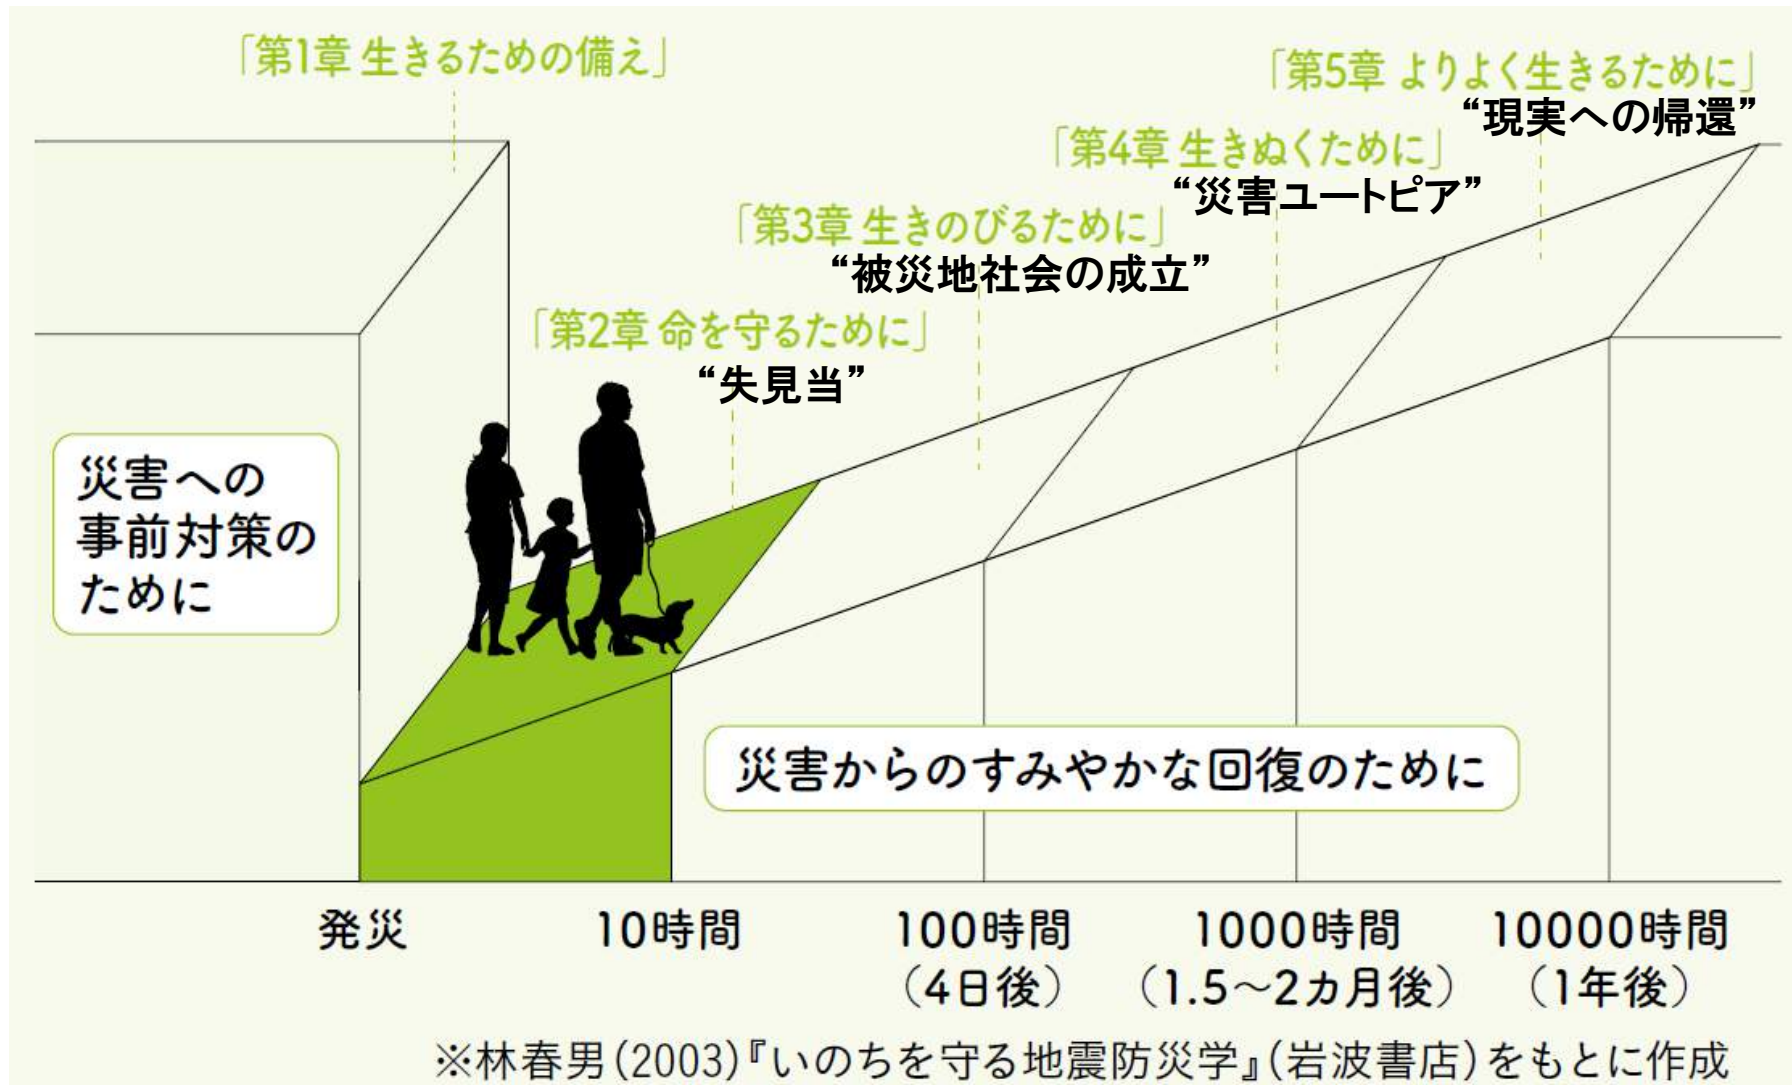 「第1章 生きるための備え」
「第5章 よりよく生きるために」
“現実への帰還”
「第4章 生きぬくために」
“災害ユートピア”
「第3章 生きのびるために」
“被災地社会の成立”
「第2章 命を守るために」
“失見当”
災害への
事前対策の
ために
災害からのすみやかな回復のために
発災
10時間
100時間
（4日後）
1000時間
（1.5〜2カ月後）
10000時間
（1年後）
※林春男（2003）『いのちを守る地震防災学』（岩波書店）をもとに作成